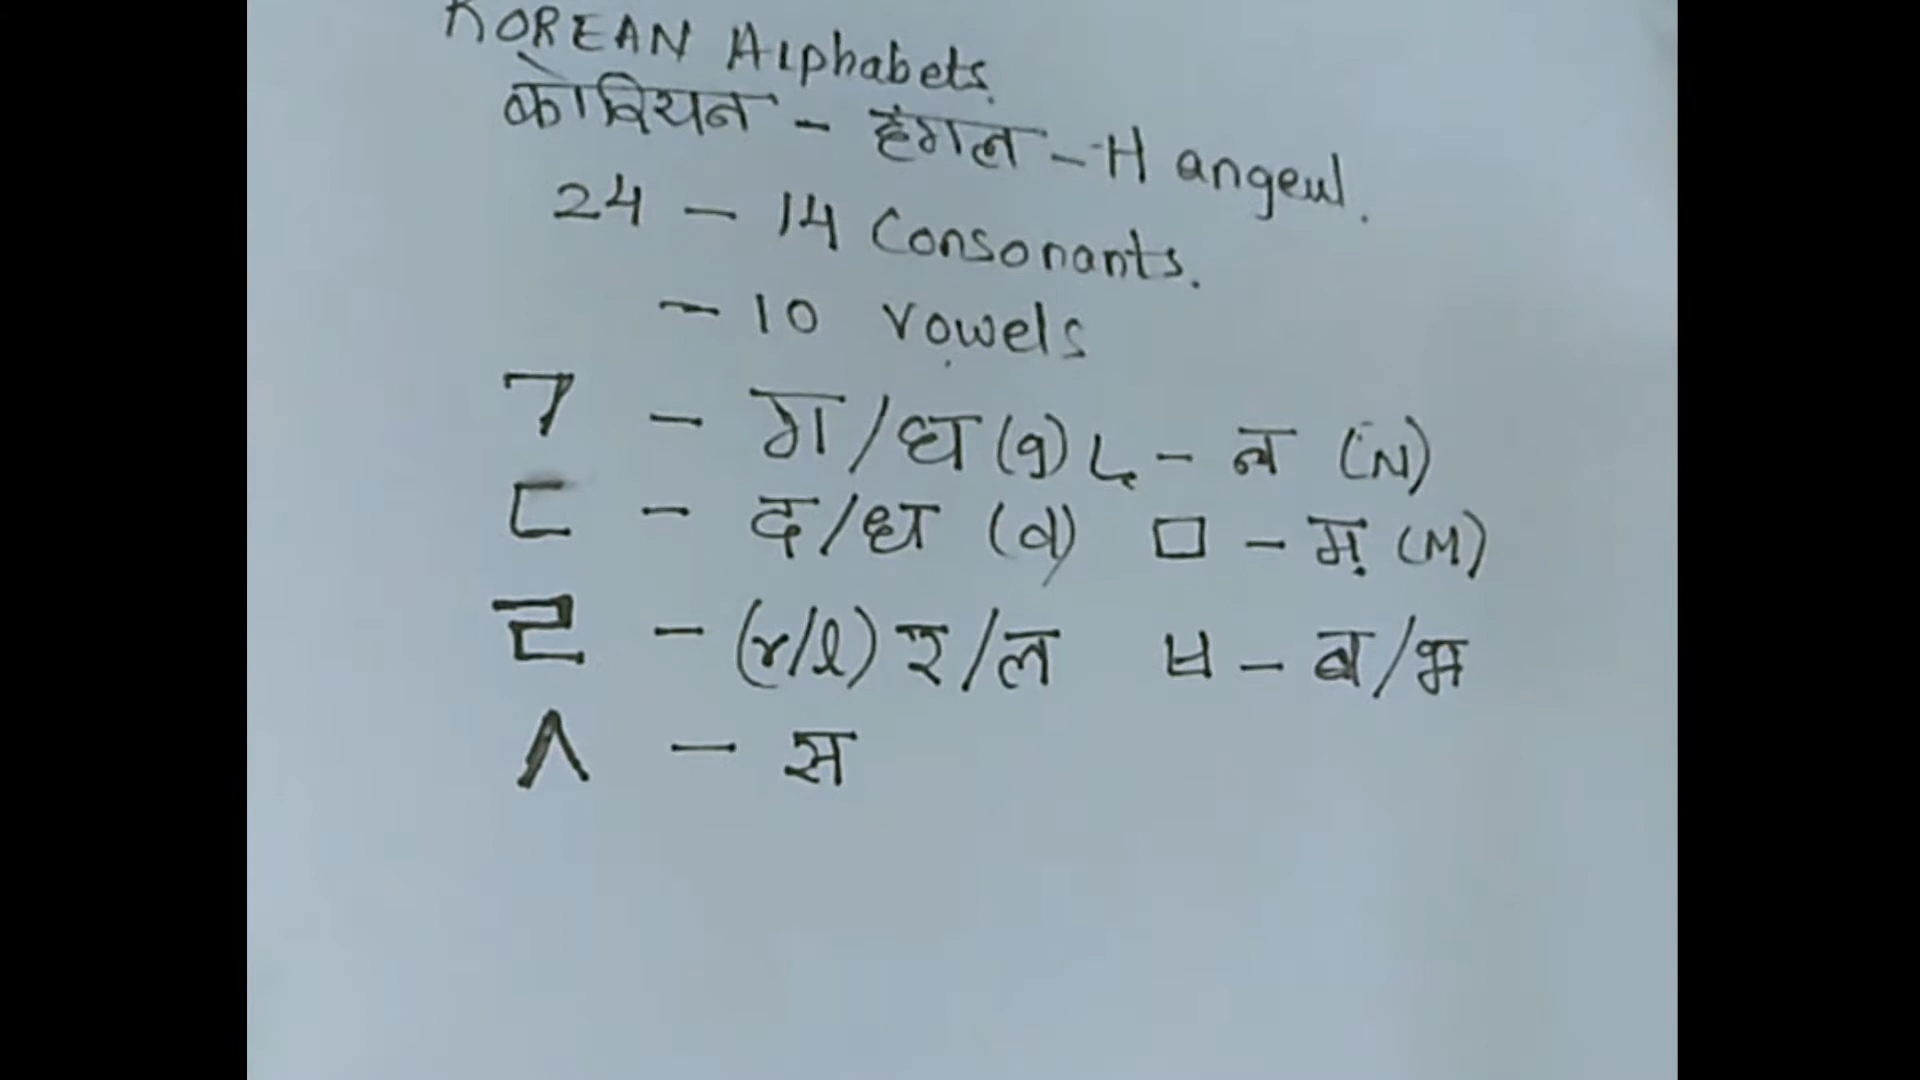 KOREAN Alphabets
कोरियन - हंगल - Hangeul.
24 - 14 Consonants.
- 10 vowels
ㄱ - ग/घ (g) ㄴ - न (N)
ㄷ - द/ध (d) ㅁ - म (M)
ㄹ - (r/l) र/ल ㅂ - ब/भ
ㅅ - स